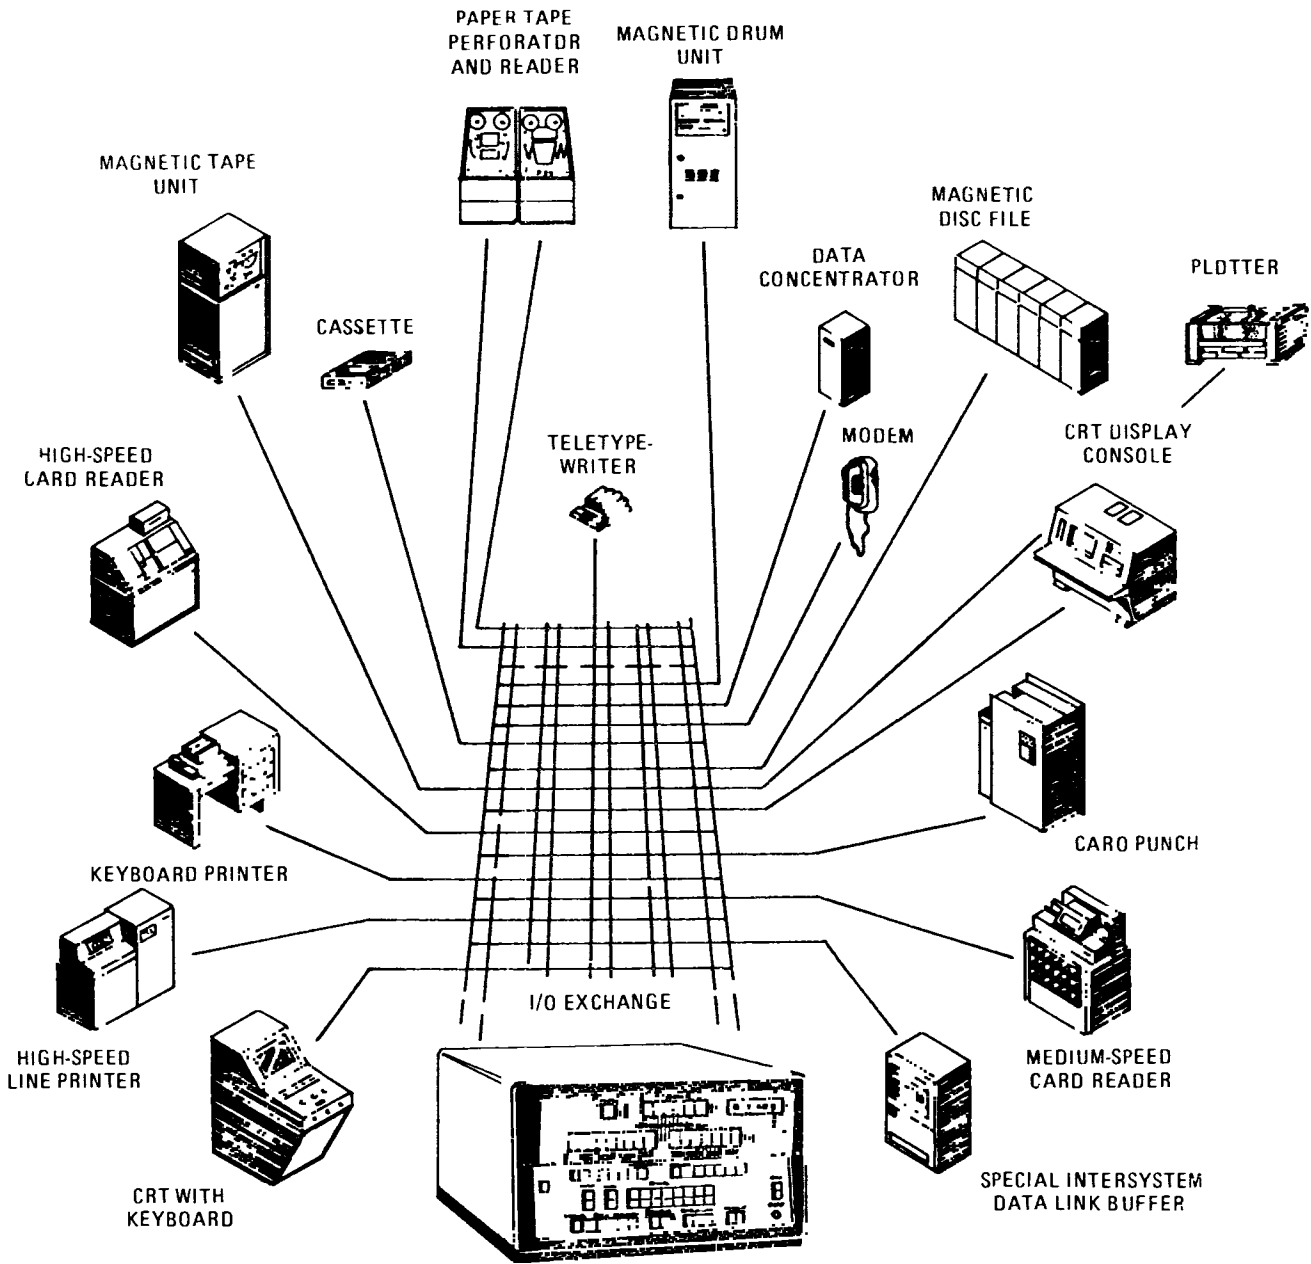 PAPER TAPE
PERFORATOR
AND READER
MAGNETIC DRUM
UNIT
MAGNETIC TAPE
UNIT
MAGNETIC
DISC FILE
DATA
CONCENTRATOR
PLOTTER
CASSETTE
TELETYPE-
WRITER
MODEM
CRT DISPLAY
CONSOLE
HIGH-SPEED
CARD READER
KEYBOARD PRINTER
CARO PUNCH
I/O EXCHANGE
HIGH-SPEED
LINE PRINTER
MEDIUM-SPEED
CARD READER
CRT WITH
KEYBOARD
SPECIAL INTERSYSTEM
DATA LINK BUFFER